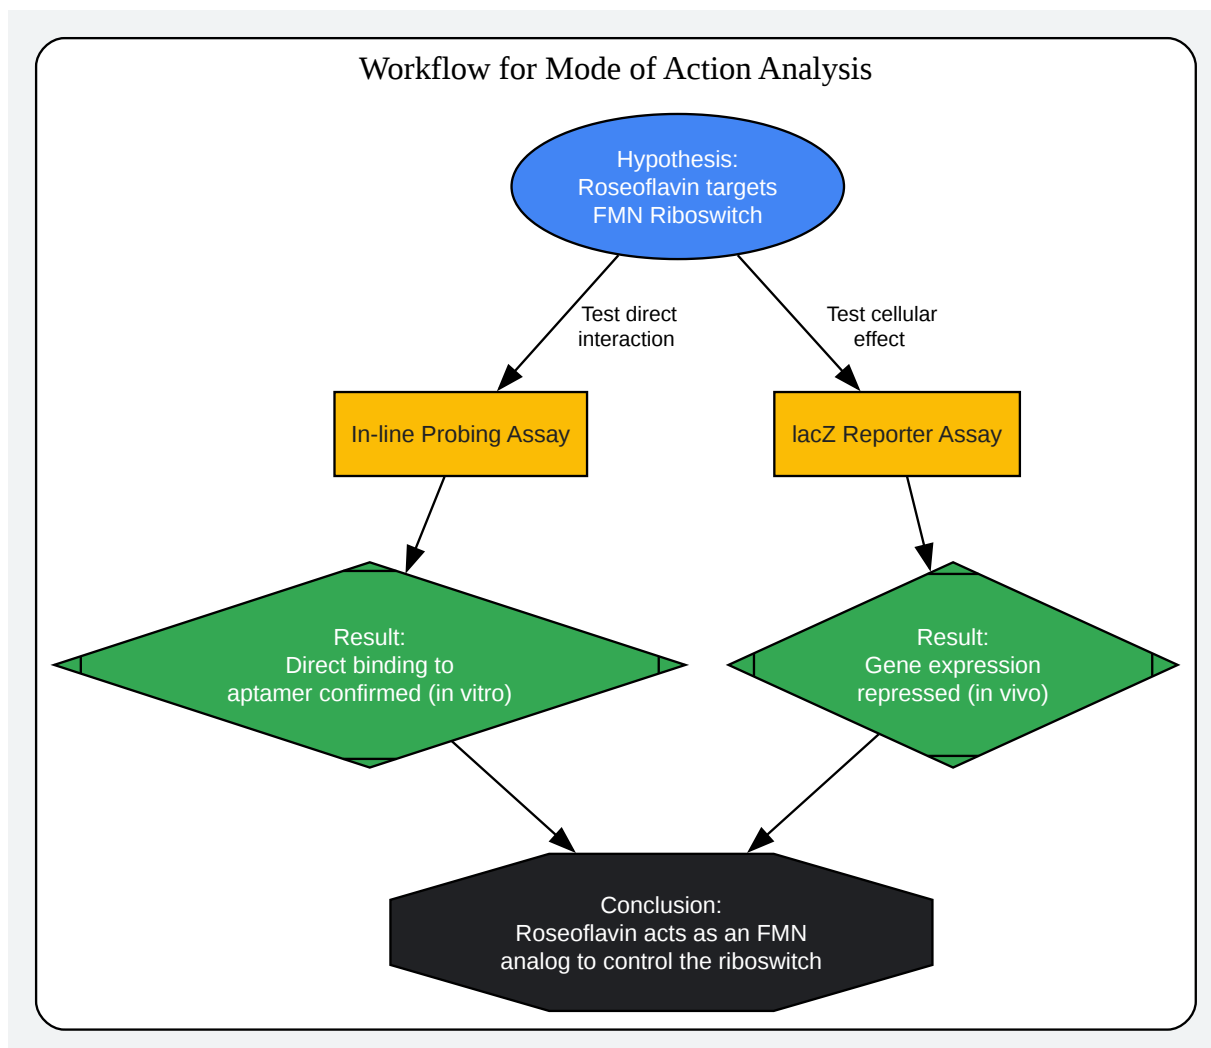 Workflow for Mode of Action Analysis
Hypothesis:
Roseoflavin targets
FMN Riboswitch
Test direct
interaction
Test cellular
effect
In-line Probing Assay
lacZ Reporter Assay
Result:
Direct binding to
aptamer confirmed (in vitro)
Result:
Gene expression
repressed (in vivo)
Conclusion:
Roseoflavin acts as an FMN
analog to control the riboswitch